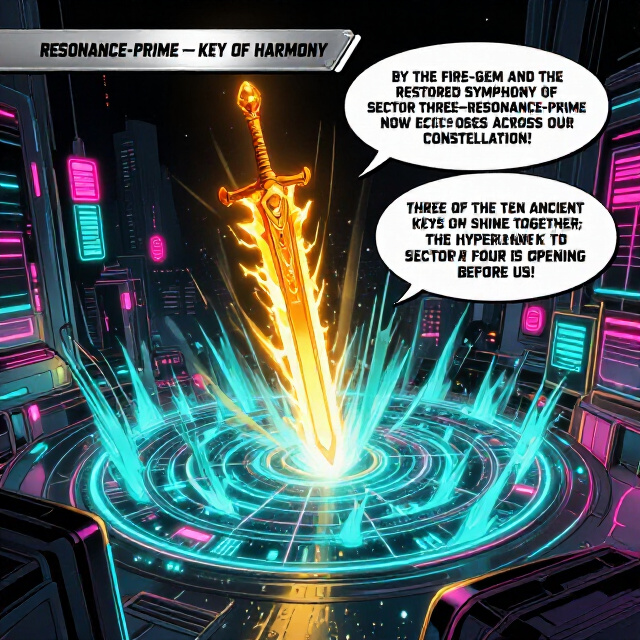 RESONANCE-PRIME — KEY OF HARMONY
BY THE FIRE-GEM AND THE
RESTORED SYMPHONY OF
SECTOR THREE—RESONANCE-PRIME
NOW ACROSS OUR
CONSTELLATION!
THREE OF THE TEN ANCIENT
KEYS ON SHINE TOGETHER;
THE TO
FOUR IS OPENING
BEFORE US!